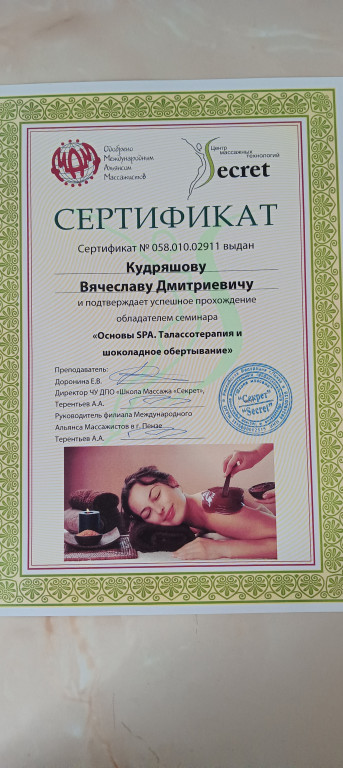 МАМ
Одобрено
Международным
Альянсом
Массажистов
Центр
массажных
технологий
Secret
СЕРТИФИКАТ
Сертификат № 058.010.02911 выдан
Кудряшову
Вячеславу Дмитриевичу
и подтверждает успешное прохождение
обладателем семинара
«Основы SPA. Талассотерапия и
шоколадное обертывание»
Преподаватель:
Доронина Е.В.
Директор ЧУ ДПО «Школа Массажа «Секрет»,
Терентьев А.А.
Руководитель филиала Международного
Альянса Массажистов в г. Пензе
Терентьев А.А.
"Секрет"
"Secret"